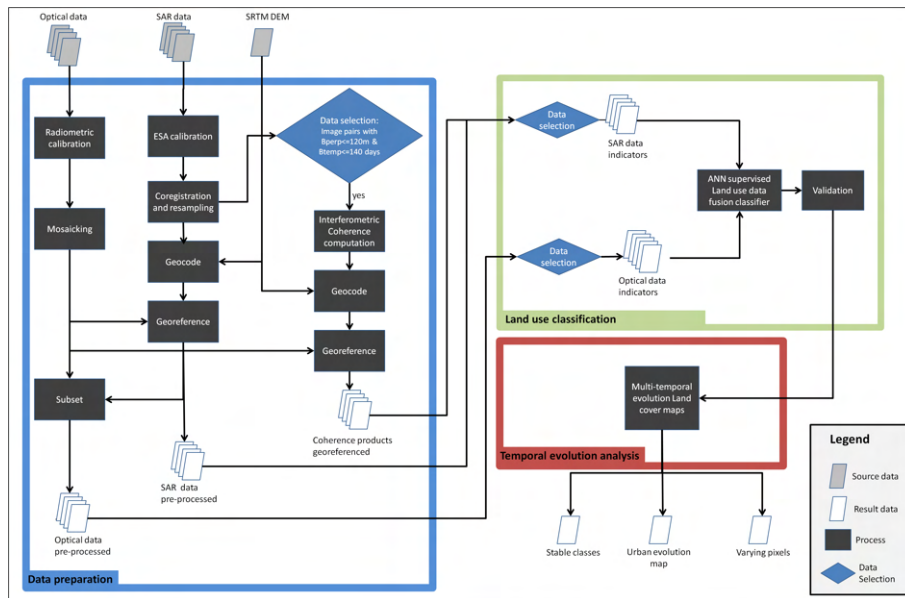 Optical data
SAR data
SRTM DEM
Radiometric
calibration
Mosaicking
Subset
Optical data
pre-processed
ESA calibration
Coregistration
and resampling
Geocode
Georeference
SAR data
pre-processed
Data selection:
Image pairs with
Bperp<=120m &
Btemp<=140 days
yes
Interferometric
Coherence
computation
Geocode
Georeference
Coherence products
georeferenced
Data preparation
Data
selection
SAR data
indicators
Data
selection
Optical data
indicators
ANN supervised
Land use data
fusion classifier
Validation
Land use classification
Multi-temporal
evolution Land
cover maps
Temporal evolution analysis
Stable classes
Urban evolution
map
Varying pixels
Legend
Source data
Result data
Process
Data
Selection